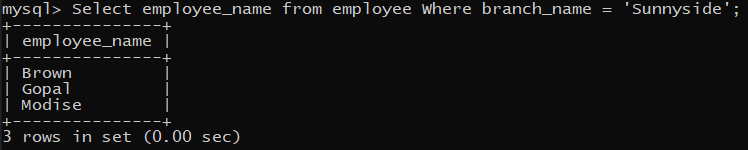 mysql> Select employee_name from employee Where branch_name = 'Sunnyside';
+---------------+
| employee_name |
+---------------+
| Brown         |
| Gopal         |
| Modise        |
+---------------+
3 rows in set (0.00 sec)